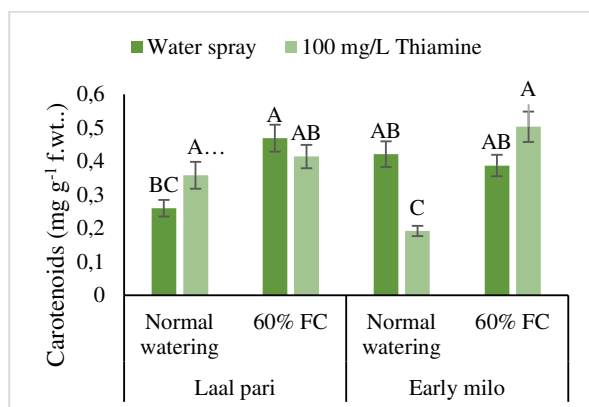 Water spray 100 mg/L Thiamine
Carotenoids (mg g⁻¹ f.wt..)
0,6
0,5
0,4
0,3
0,2
0,1
0
BC A… A AB AB C AB A
Normal watering 60% FC Normal watering 60% FC
Laal pari Early milo